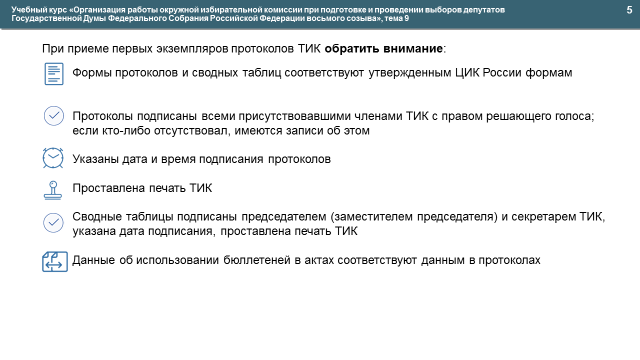 Учебный курс «Организация работы окружной избирательной комиссии при подготовке и проведении выборов депутатов
Государственной Думы Федерального Собрания Российской Федерации восьмого созыва», тема 9
5
При приеме первых экземпляров протоколов ТИК обратить внимание:
Формы протоколов и сводных таблиц соответствуют утвержденным ЦИК России формам
Протоколы подписаны всеми присутствовавшими членами ТИК с правом решающего голоса;
если кто-либо отсутствовал, имеются записи об этом
Указаны дата и время подписания протоколов
Проставлена печать ТИК
Сводные таблицы подписаны председателем (заместителем председателя) и секретарем ТИК,
указана дата подписания, проставлена печать ТИК
Данные об использовании бюллетеней в актах соответствуют данным в протоколах